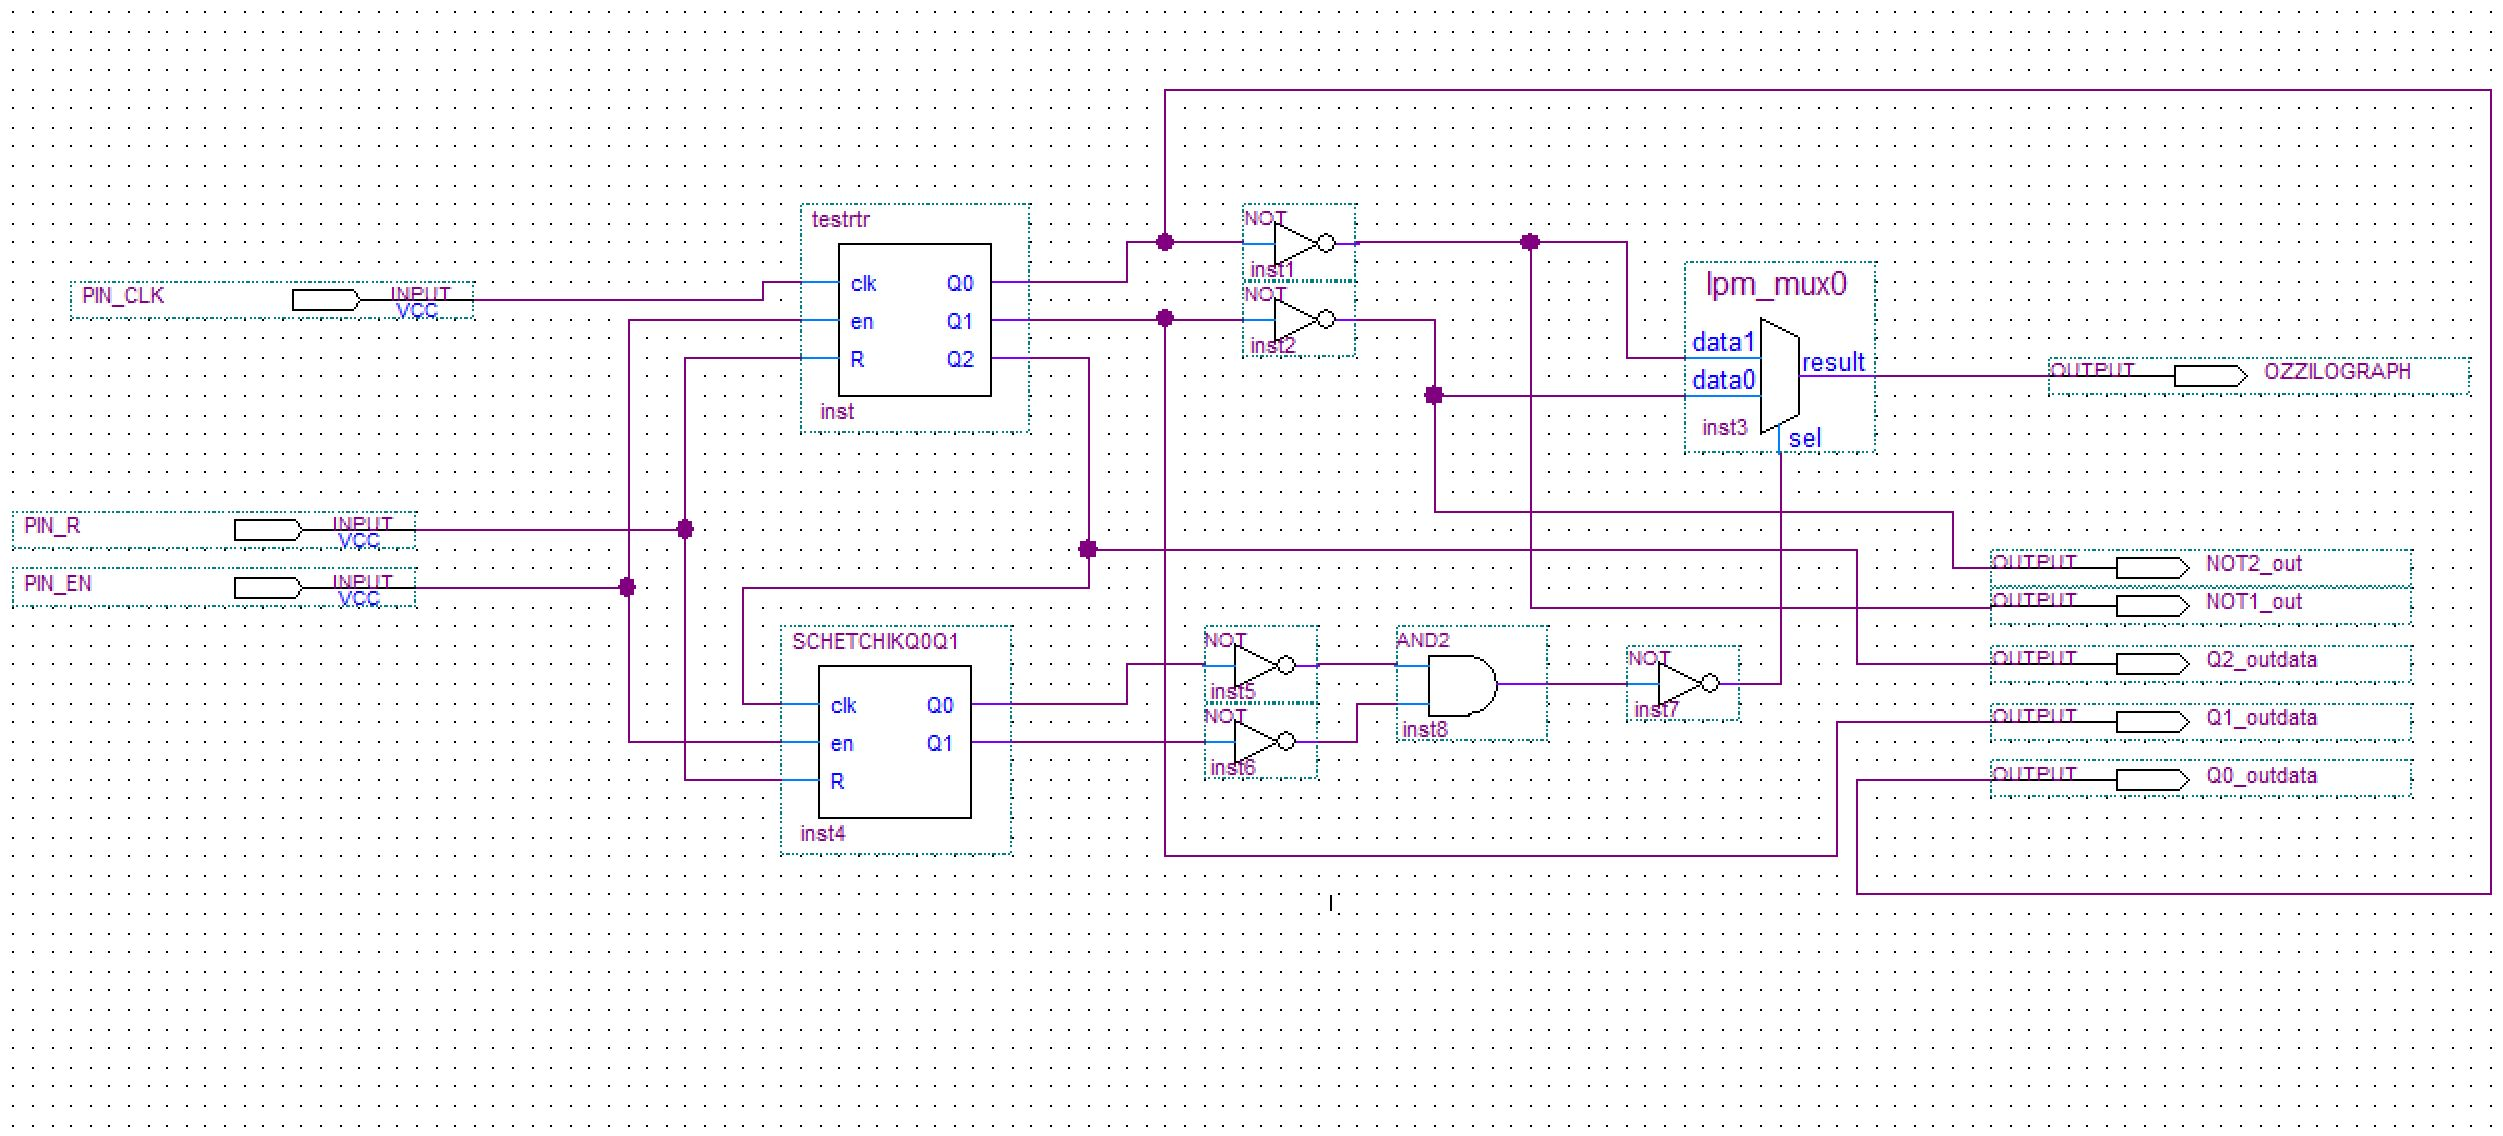 PIN_CLK
INPUT
VCC
PIN_R
INPUT
VCC
PIN_EN
INPUT
VCC
testrtr
clk Q0
en Q1
R Q2
inst
SCHETCHIKQ0Q1
clk Q0
en Q1
R
inst4
NOT
inst1
NOT
inst2
NOT
inst5
NOT
inst6
AND2
inst8
NOT
inst7
lpm_mux0
data1
result
data0
inst3
sel
OUTPUT OZZILOGRAPH
OUTPUT NOT2_out
OUTPUT NOT1_out
OUTPUT Q2_outdata
OUTPUT Q1_outdata
OUTPUT Q0_outdata